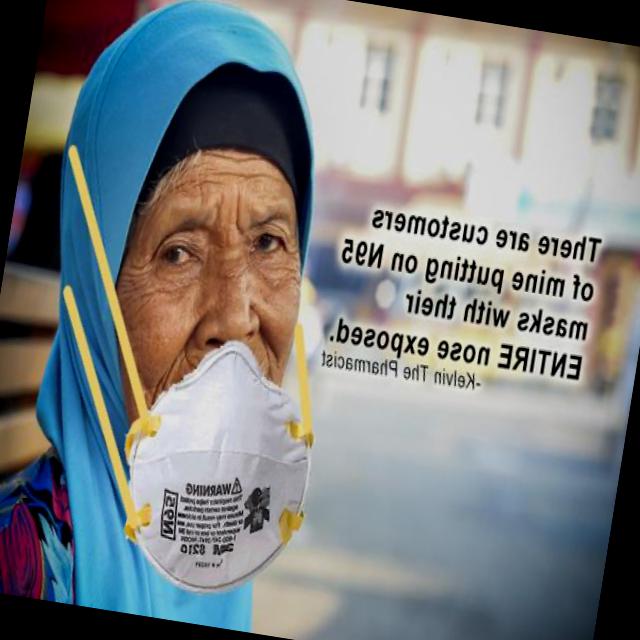 There are customers
of mine putting on N95
masks with their
ENTIRE nose exposed.
-Kelvin The Pharmacist
WARNING
N95
3M 8210